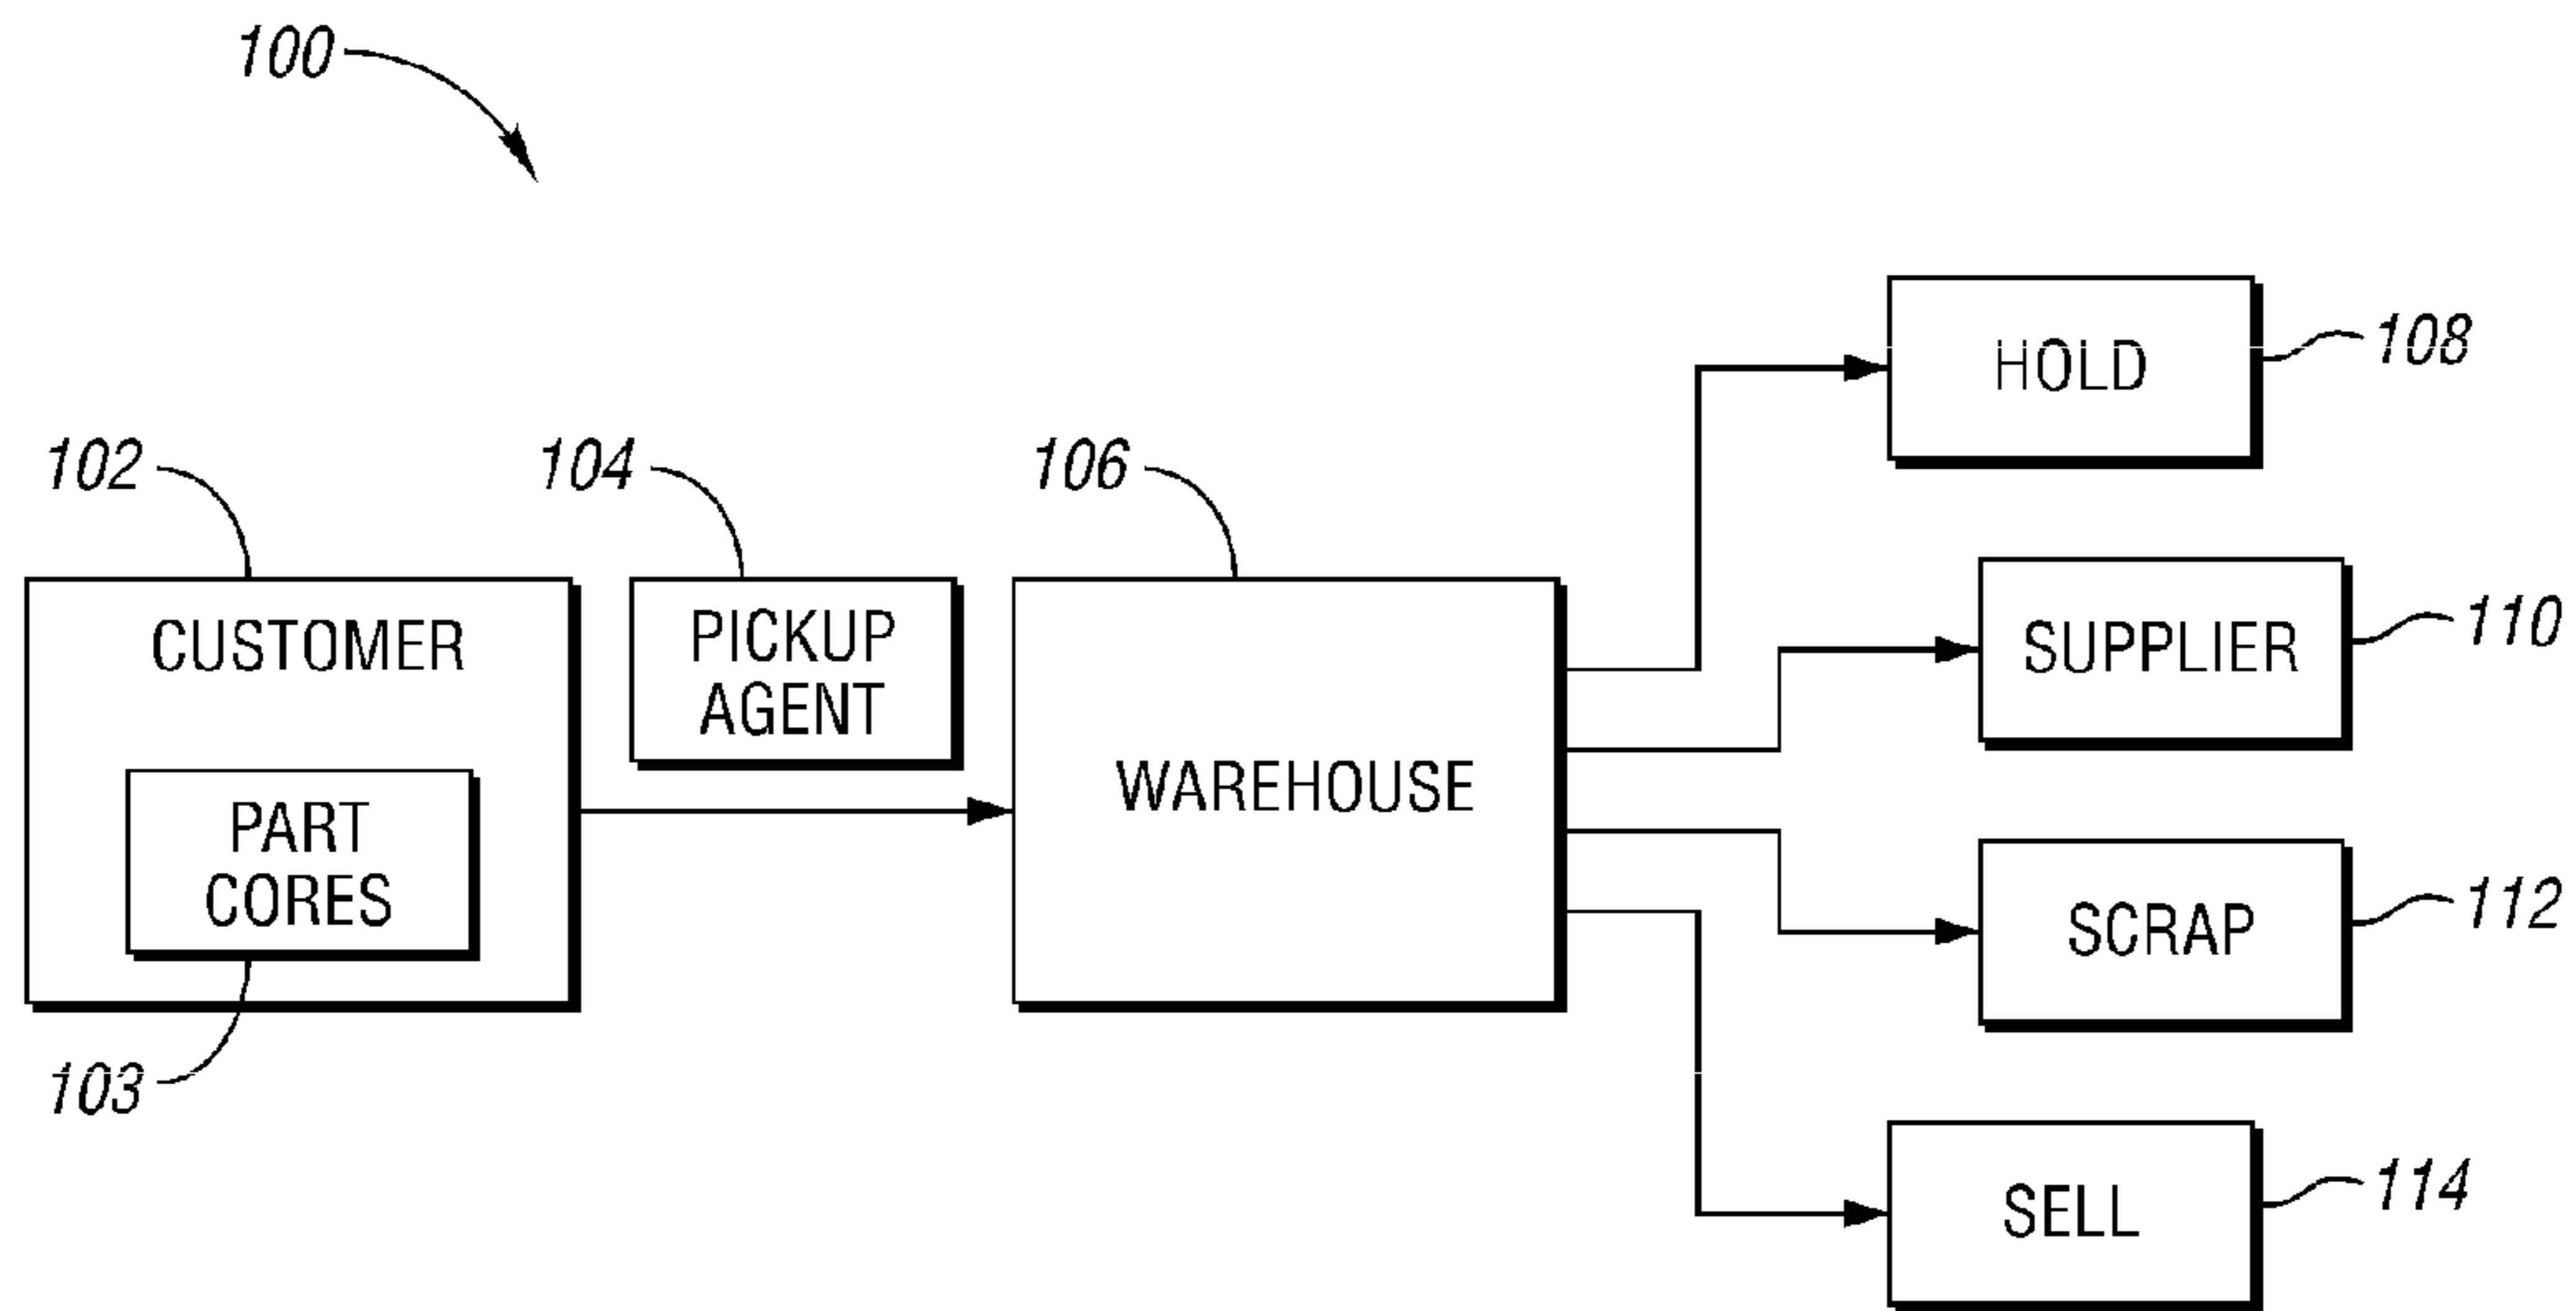 100
102
104
106
CUSTOMER
PART
CORES
103
PICKUP
AGENT
WAREHOUSE
HOLD
108
SUPPLIER
110
SCRAP
112
SELL
114